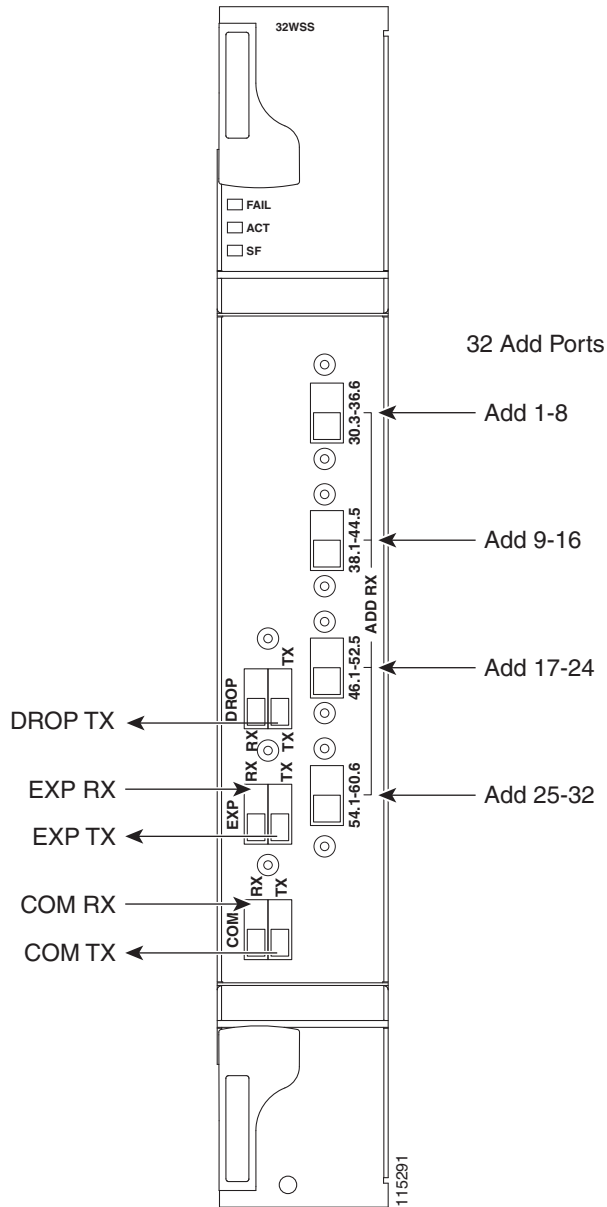 32WSS
FAIL
ACT
SF
32 Add Ports
30.3-36.6
Add 1-8
38.1-44.5
Add 9-16
ADD RX
46.1-52.5
Add 17-24
TX
DROP
DROP TX
RX
TX
RX
TX
EXP RX
EXP
EXP TX
54.1-60.6
Add 25-32
RX
TX
COM RX
COM
COM TX
115291